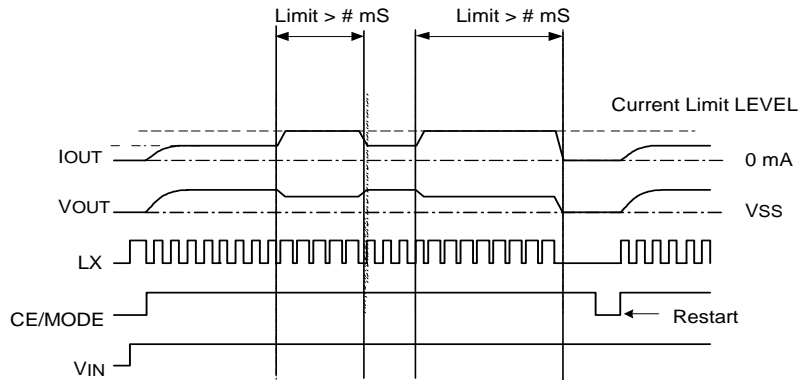 Limit > # mS
Limit > # mS
Current Limit LEVEL
IOUT
0 mA
VOUT
VSS
LX
CE/MODE
Restart
VIN